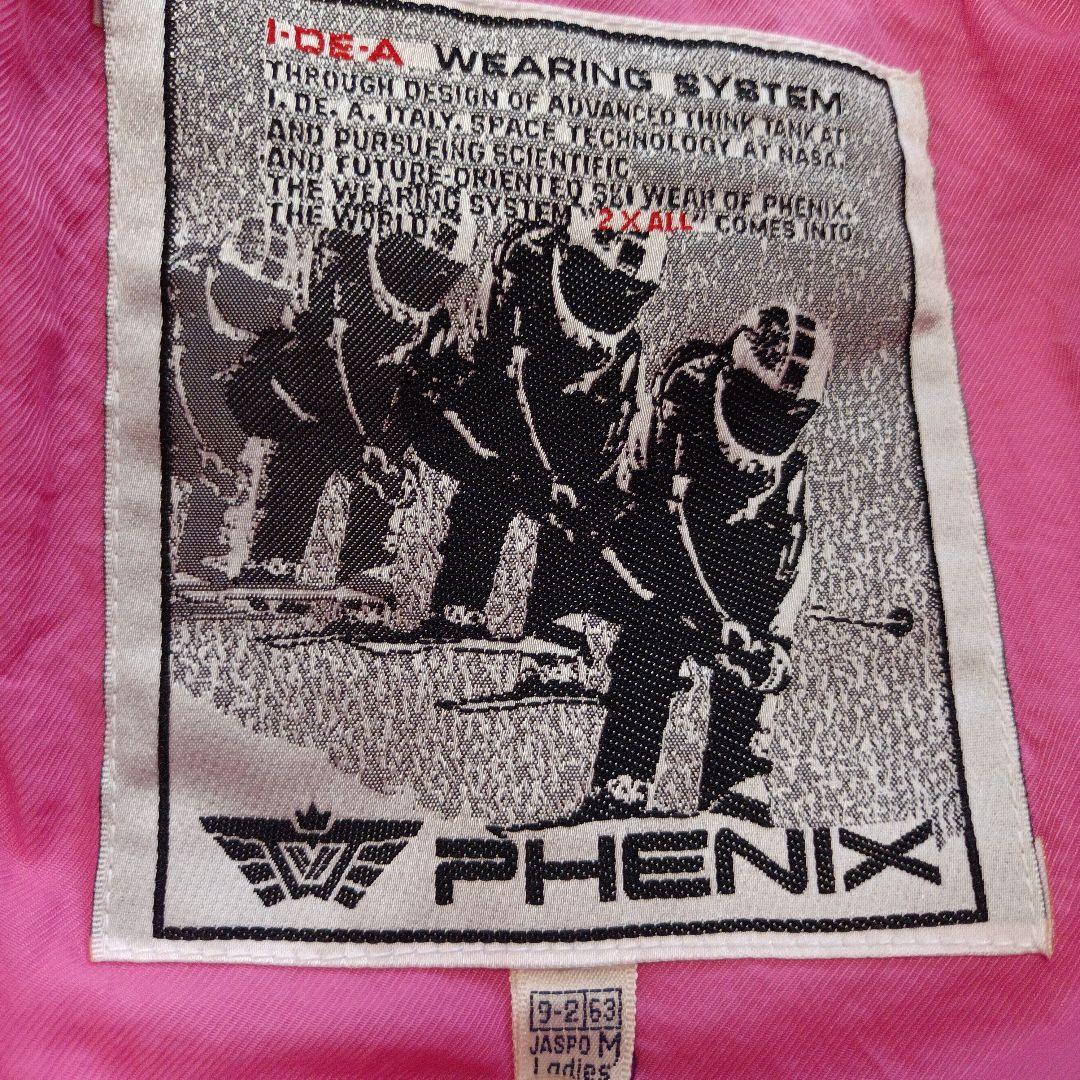 I·DE·A WEARING SYSTEM
THROUGH DESIGN OF ADVANCED THINK TANK AT
I. DE. A. ITALY. SPACE TECHNOLOGY AT NASA.
AND PURSUEING SCIENTIFIC.
AND FUTURE-ORIENTED SKI WEAR OF PHENIX.
THE WEARING SYSTEM "2 X ALL" COMES INTO
THE WORLD.
PHENIX
9-2 63
JASPO M
Ladies'